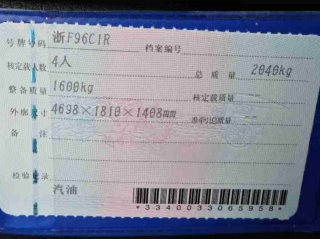 号牌号码 浙F96C1R 档案编号
核定载人数 4人 总 质 量 2040kg
整备质量 1600kg 核定载质量 --
外廓尺寸 4698×1810×1408mm 准牵引总质量 --
备 注
检验记录
汽油
*3340033065958*